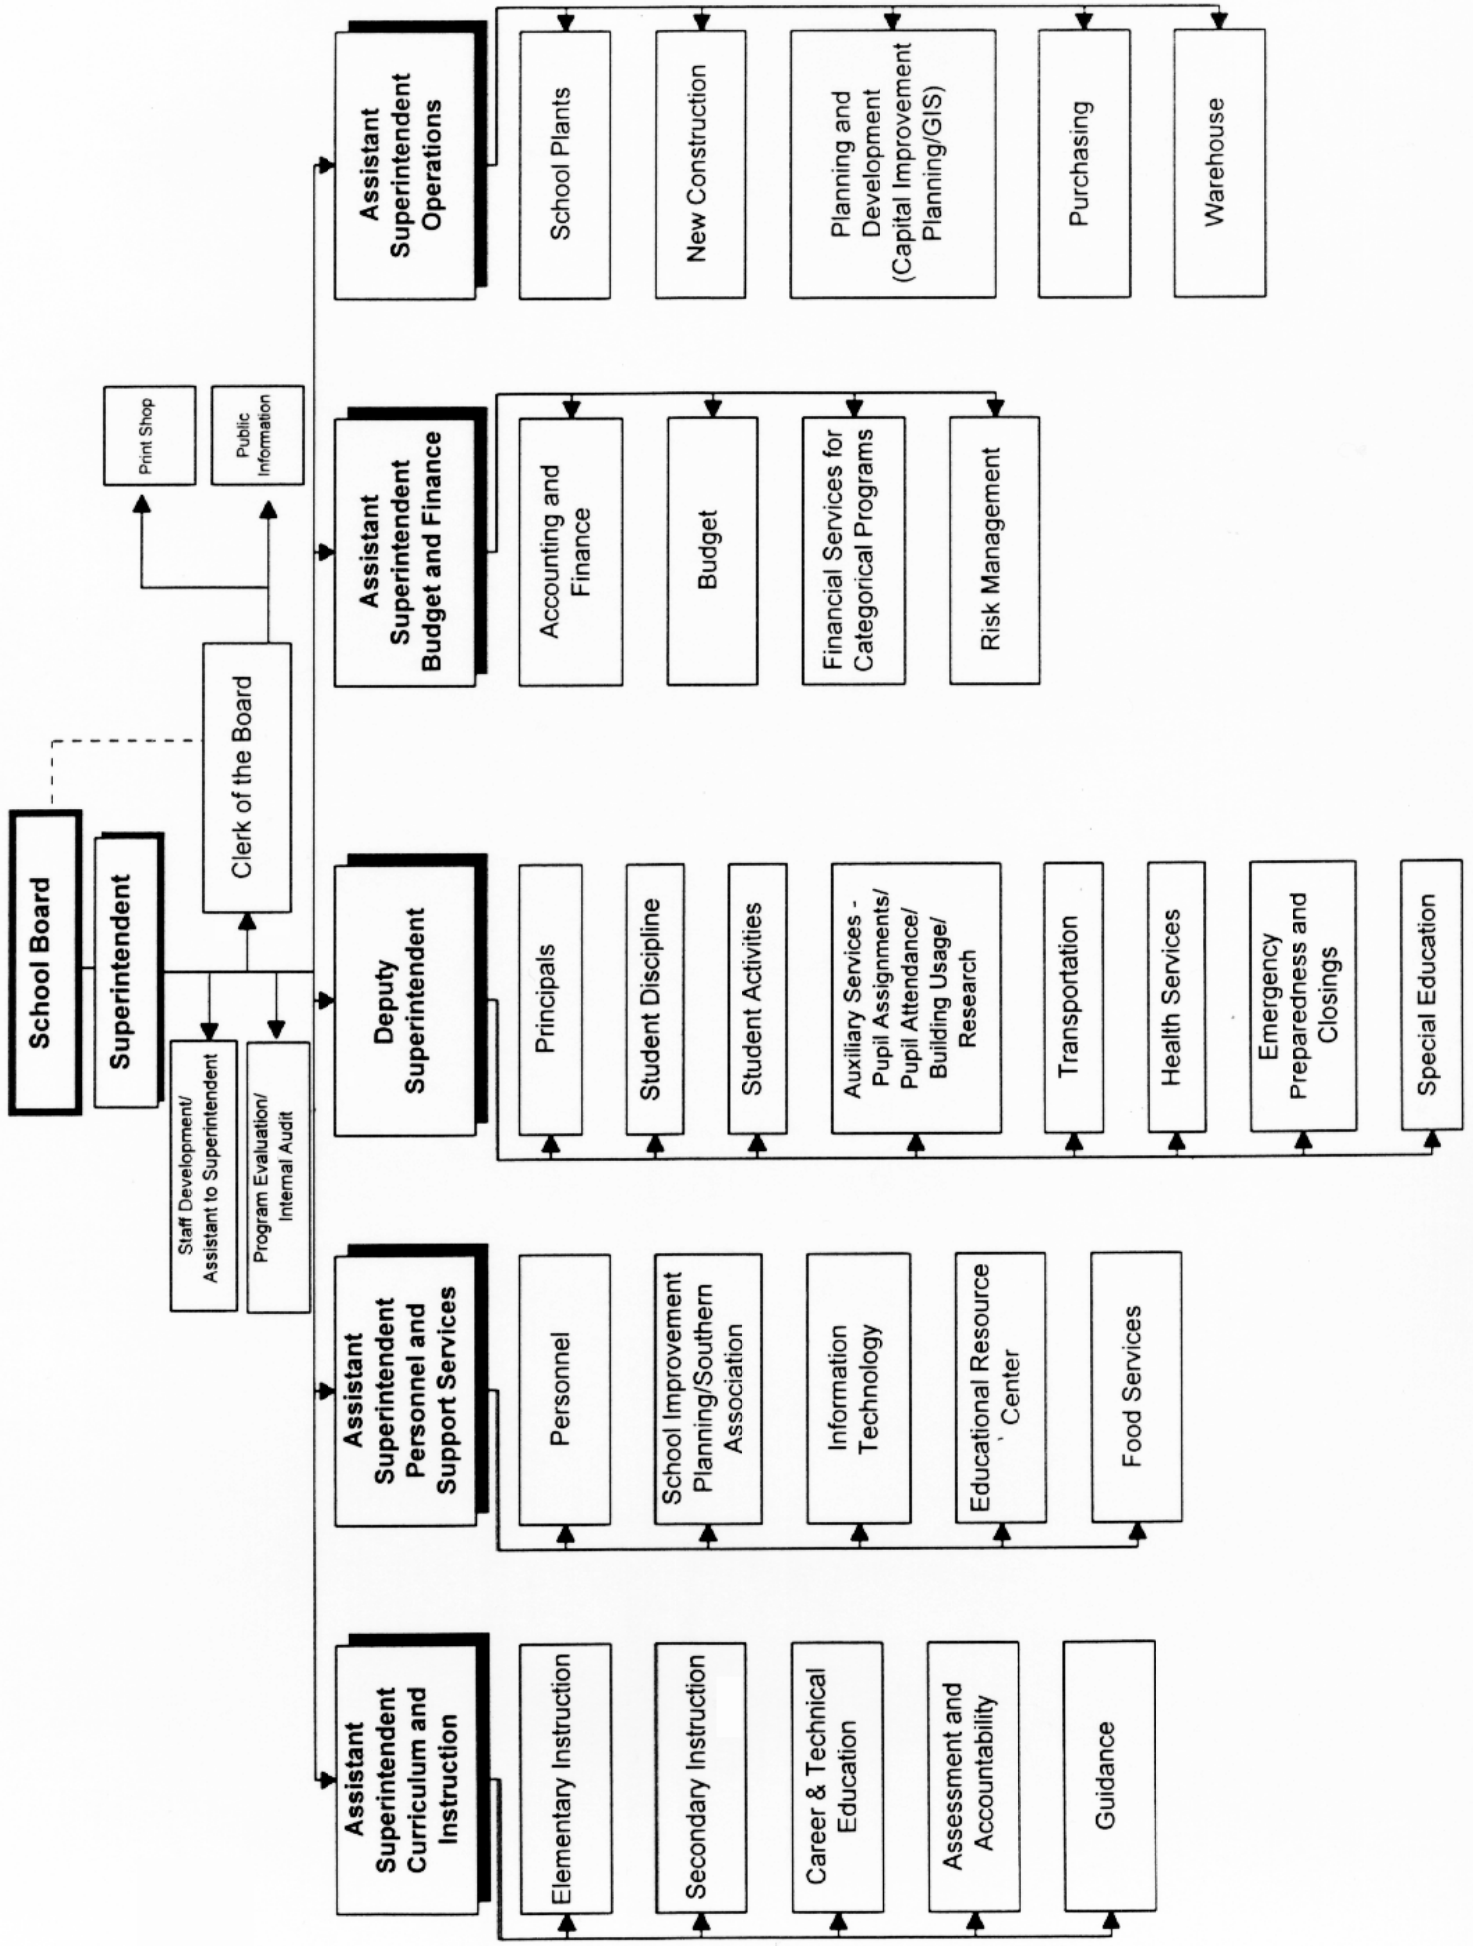 School Board
Superintendent
Staff Development/
Assistant to Superintendent
Program Evaluation/
Internal Audit
Clerk of the Board
Print Shop
Public
Information
Assistant
Superintendent
Curriculum and
Instruction
Elementary Instruction
Secondary Instruction
Career & Technical
Education
Assessment and
Accountability
Guidance
Assistant
Superintendent
Personnel and
Support Services
Personnel
School Improvement
Planning/Southern
Association
Information
Technology
Educational Resource
Center
Food Services
Deputy
Superintendent
Principals
Student Discipline
Student Activities
Auxiliary Services -
Pupil Assignments/
Pupil Attendance/
Building Usage/
Research
Transportation
Health Services
Emergency
Preparedness and
Closings
Special Education
Assistant
Superintendent
Budget and Finance
Accounting and
Finance
Budget
Financial Services for
Categorical Programs
Risk Management
Assistant
Superintendent
Operations
School Plants
New Construction
Planning and
Development
(Capital Improvement
Planning/GIS)
Purchasing
Warehouse